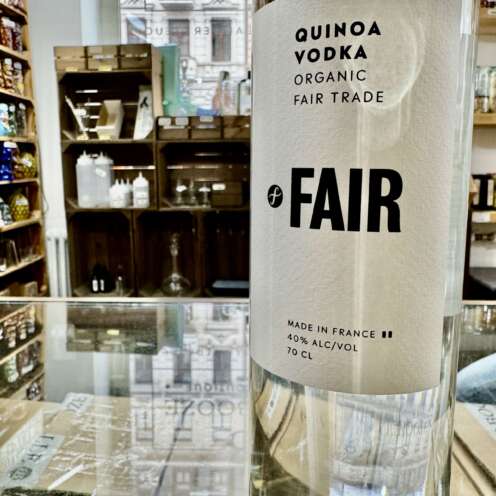 QUINOA
VODKA
ORGANIC
FAIR TRADE
FAIR
MADE IN FRANCE
40% ALC/VOL
70 CL